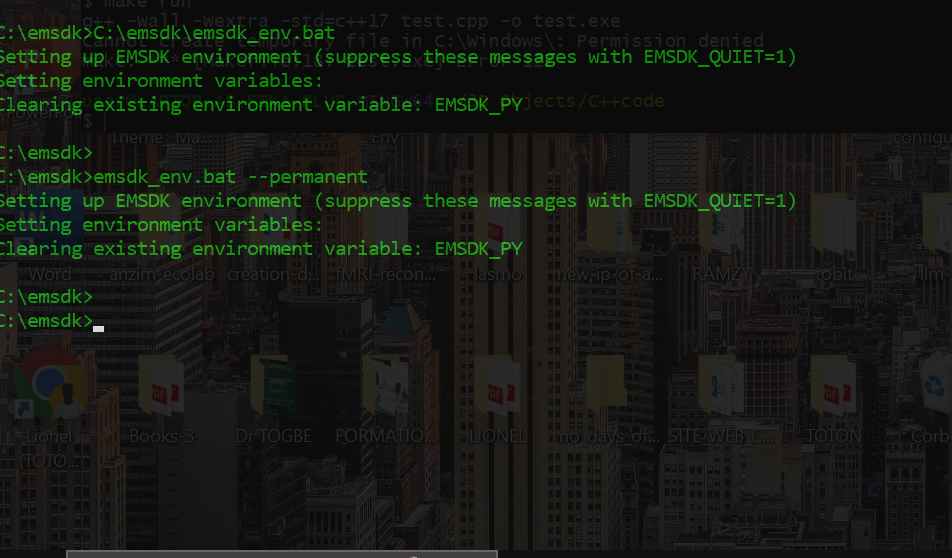 $ make run
g++ -Wall -Wextra -std=c++17 test.cpp -o test.exe
C:\emsdk>C:\emsdk\emsdk_env.bat
Cannot create temporary file in C:\Windows\: Permission denied
Setting up EMSDK environment (suppress these messages with EMSDK_QUIET=1)
Setting environment variables:
Clearing existing environment variable: EMSDK_PY
Objects/C++code
$
Theme_Ma...
Env
C:\emsdk>
C:\emsdk>emsdk_env.bat --permanent
Setting up EMSDK environment (suppress these messages with EMSDK_QUIET=1)
Setting environment variables:
Clearing existing environment variable: EMSDK_PY
Word anzim-ecolab creation-d... fMRI-recon... lasmo new-ip-of-a... RAMZY tobit
C:\emsdk>
C:\emsdk>
Lionel (TOTO... Books-3 Dr TOGBE FORMATIO... LIONEL no days of... SITE WEB C... TOTON Corb